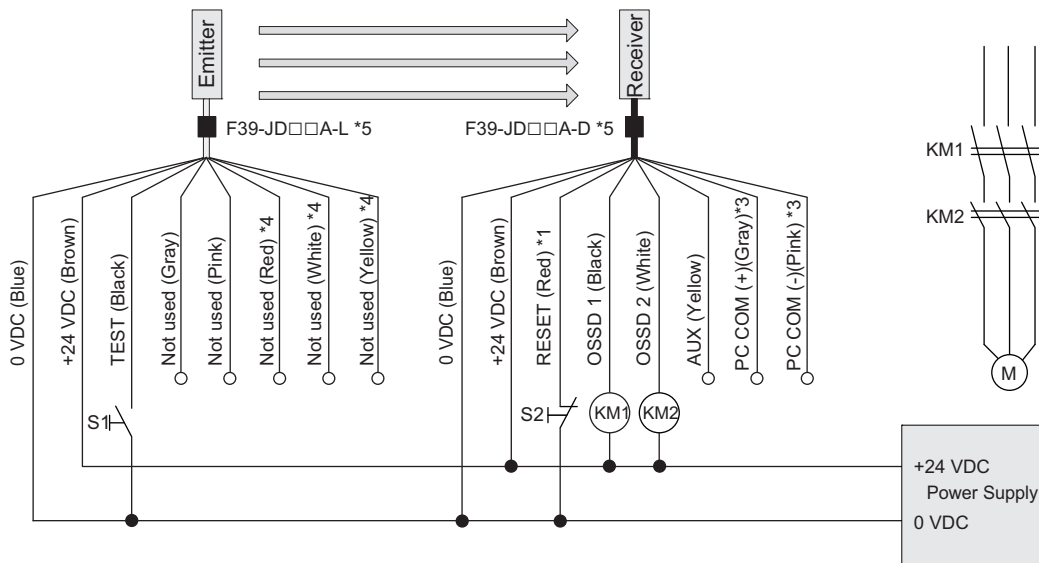 Emitter
Receiver
F39-JD□□A-L *5
F39-JD□□A-D *5
0 VDC (Blue)
+24 VDC (Brown)
TEST (Black)
Not used (Gray)
Not used (Pink)
Not used (Red) *4
Not used (White) *4
Not used (Yellow) *4
0 VDC (Blue)
+24 VDC (Brown)
RESET (Red) *1
OSSD 1 (Black)
OSSD 2 (White)
AUX (Yellow)
PC COM (+)(Gray)*3
PC COM (-)(Pink) *3
KM1
KM2
M
S1
S2
KM1
KM2
+24 VDC
Power Supply
0 VDC